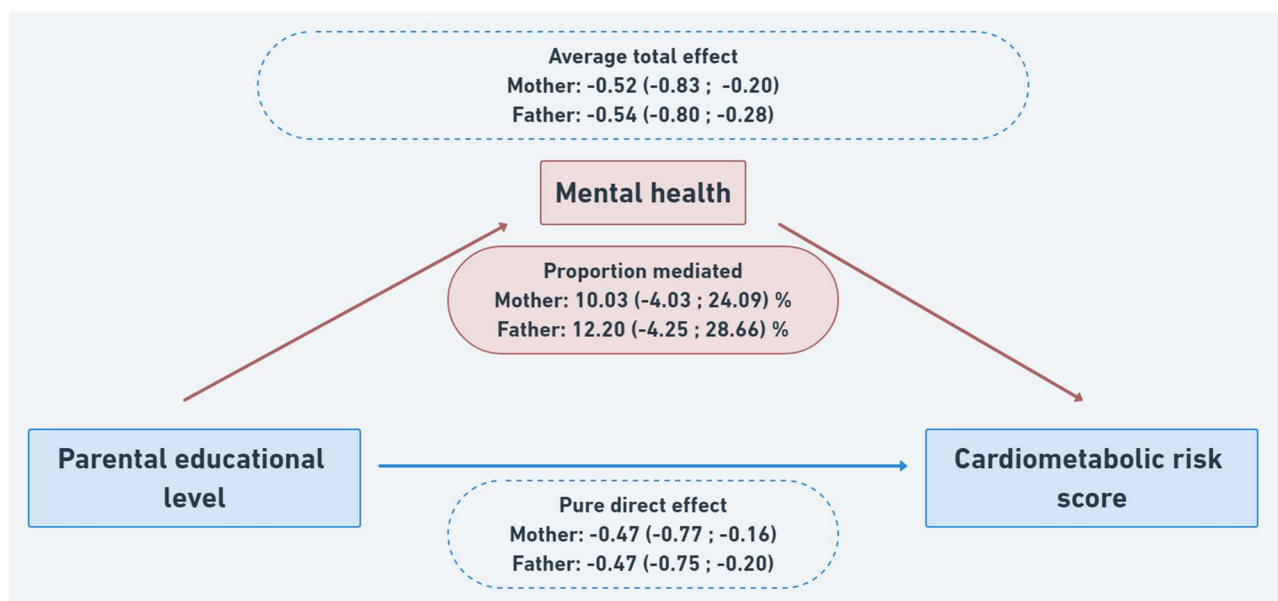 Average total effect
Mother: -0.52 (-0.83 ;  -0.20)
Father: -0.54 (-0.80 ; -0.28)
Mental health
Proportion mediated
Mother: 10.03 (-4.03 ; 24.09) %
Father: 12.20 (-4.25 ; 28.66) %
Parental educational
level
Cardiometabolic risk
score
Pure direct effect
Mother: -0.47 (-0.77 ; -0.16)
Father: -0.47 (-0.75 ; -0.20)